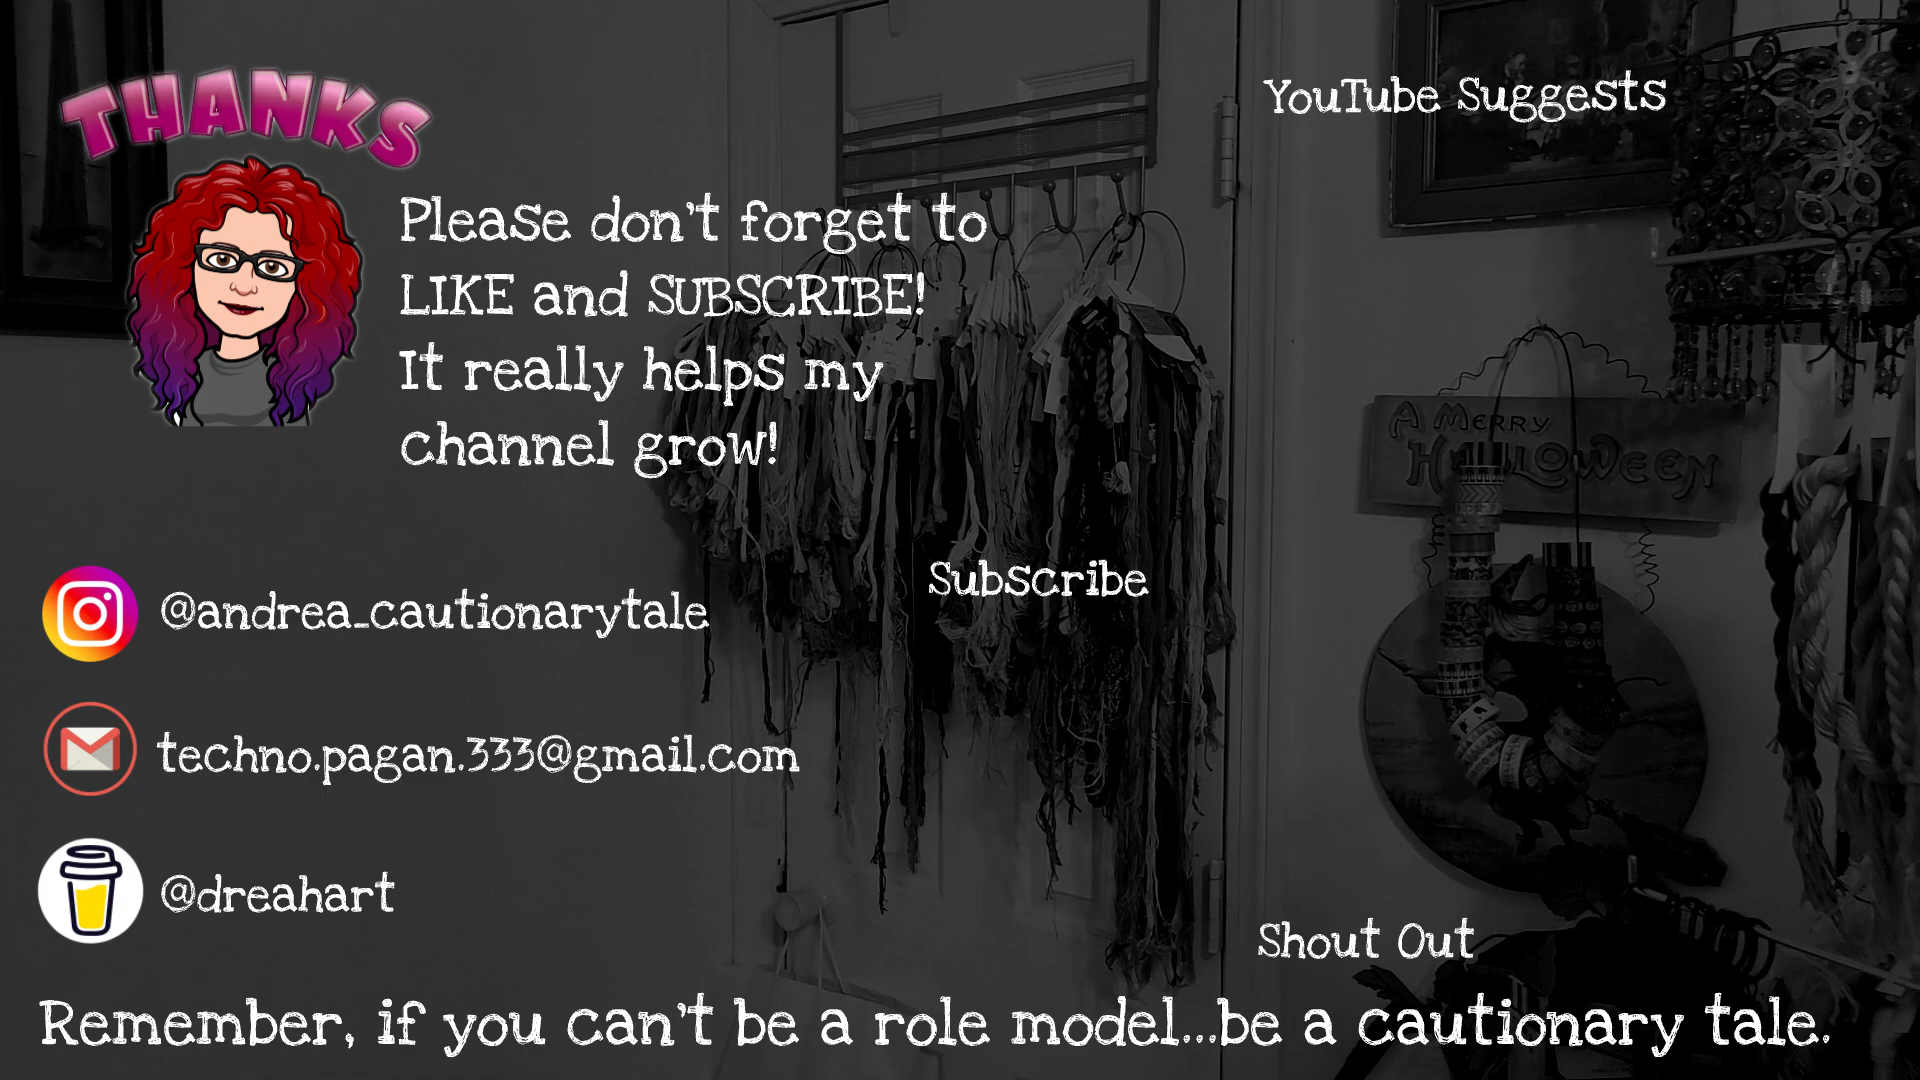 THANKS
Please don't forget to
LIKE and SUBSCRIBE!
It really helps my
channel grow!
YouTube Suggests
A MERRY
HALLOWEEN
Subscribe
@andrea_cautionarytale
techno.pagan.333@gmail.com
@dreahart
Shout Out
Remember, if you can't be a role model...be a cautionary tale.